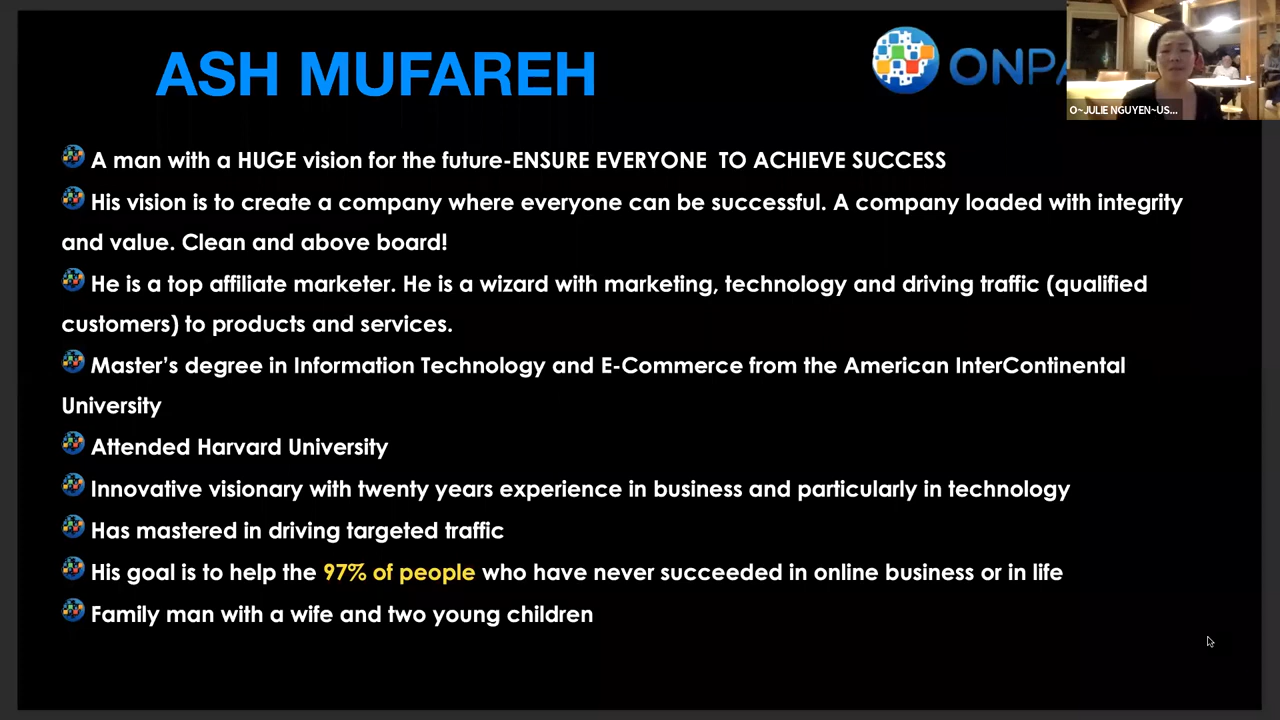 ASH MUFAREH
ONPA
O~JULIE NGUYEN~US...
A man with a HUGE vision for the future-ENSURE EVERYONE TO ACHIEVE SUCCESS
His vision is to create a company where everyone can be successful. A company loaded with integrity
and value. Clean and above board!
He is a top affiliate marketer. He is a wizard with marketing, technology and driving traffic (qualified
customers) to products and services.
Master's degree in Information Technology and E-Commerce from the American InterContinental
University
Attended Harvard University
Innovative visionary with twenty years experience in business and particularly in technology
Has mastered in driving targeted traffic
His goal is to help the 97% of people who have never succeeded in online business or in life
Family man with a wife and two young children